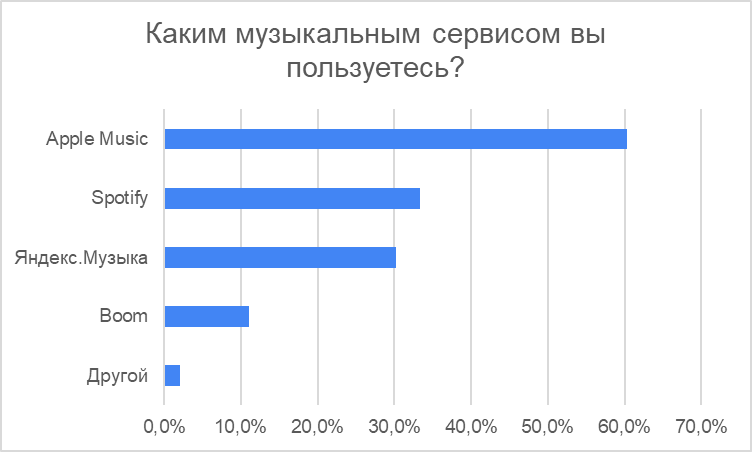 Каким музыкальным сервисом вы
пользуетесь?
Apple Music
Spotify
Яндекс.Музыка
Boom
Другой
0,0% 10,0% 20,0% 30,0% 40,0% 50,0% 60,0% 70,0%